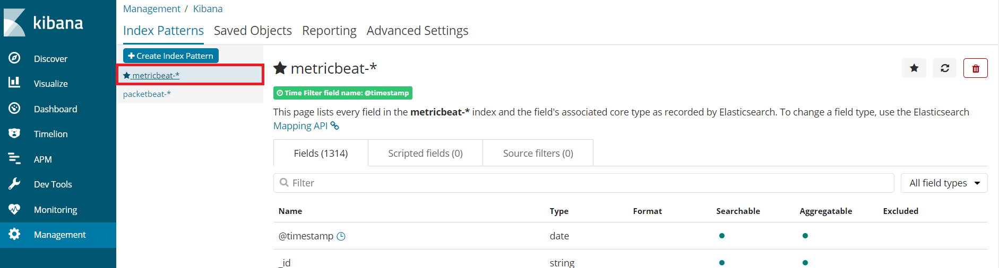 kibana
Discover
Visualize
Dashboard
Timelion
APM
Dev Tools
Monitoring
Management
Management / Kibana
Index Patterns Saved Objects Reporting Advanced Settings
Create Index Pattern
metricbeat-*
packetbeat-*
metricbeat-*
Time Filter field name: @timestamp
This page lists every field in the metricbeat-* index and the field's associated core type as recorded by Elasticsearch. To change a field type, use the Elasticsearch
Mapping API
Fields (1314) Scripted fields (0) Source filters (0)
Filter All field types
Name Type Format Searchable Aggregatable Excluded
@timestamp date
_id string